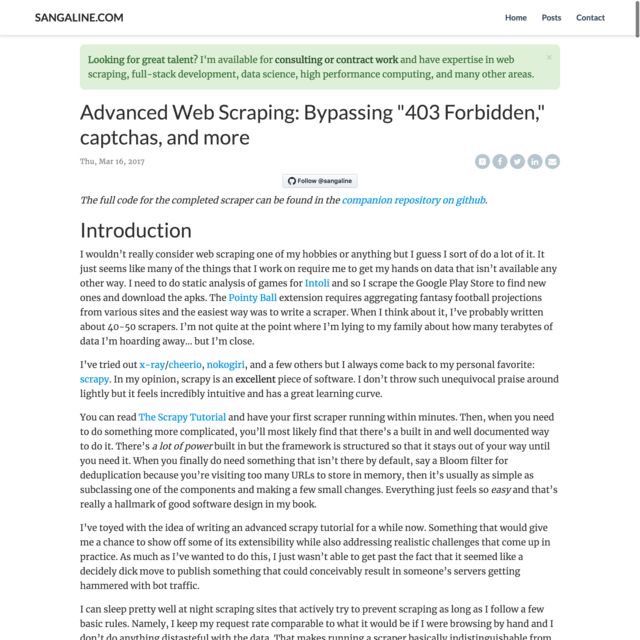 SANGALINE.COM
Home Posts Contact
Looking for great talent? I'm available for consulting or contract work and have expertise in web
scraping, full-stack development, data science, high performance computing, and many other areas.
×
Advanced Web Scraping: Bypassing "403 Forbidden,"
captchas, and more
Thu, Mar 16, 2017
Follow @sangaline
The full code for the completed scraper can be found in the companion repository on github.
Introduction
I wouldn't really consider web scraping one of my hobbies or anything but I guess I sort of do a lot of it. It
just seems like many of the things that I work on require me to get my hands on data that isn't available any
other way. I need to do static analysis of games for Intoli and so I scrape the Google Play Store to find new
ones and download the apks. The Pointy Ball extension requires aggregating fantasy football projections
from various sites and the easiest way was to write a scraper. When I think about it, I've probably written
about 40-50 scrapers. I'm not quite at the point where I'm lying to my family about how many terabytes of
data I'm hoarding away... but I'm close.
I've tried out x-ray/cheerio, nokogiri, and a few others but I always come back to my personal favorite:
scrapy. In my opinion, scrapy is an excellent piece of software. I don't throw such unequivocal praise around
lightly but it feels incredibly intuitive and has a great learning curve.
You can read The Scrapy Tutorial and have your first scraper running within minutes. Then, when you need
to do something more complicated, you'll most likely find that there's a built in and well documented way
to do it. There's a lot of power built in but the framework is structured so that it stays out of your way until
you need it. When you finally do need something that isn't there by default, say a Bloom filter for
deduplication because you're visiting too many URLs to store in memory, then it's usually as simple as
subclassing one of the components and making a few small changes. Everything just feels so easy and that's
really a hallmark of good software design in my book.
I've toyed with the idea of writing an advanced scrapy tutorial for a while now. Something that would give
me a chance to show off some of its extensibility while also addressing realistic challenges that come up in
practice. As much as I've wanted to do this, I just wasn't able to get past the fact that it seemed like a
decidely dick move to publish something that could conceivably result in someone's servers getting
hammered with bot traffic.
I can sleep pretty well at night scraping sites that actively try to prevent scraping as long as I follow a few
basic rules. Namely, I keep my request rate comparable to what it would be if I were browsing by hand and I
don't do anything distasteful with the data. That makes running a scraper basically indistinguishable from